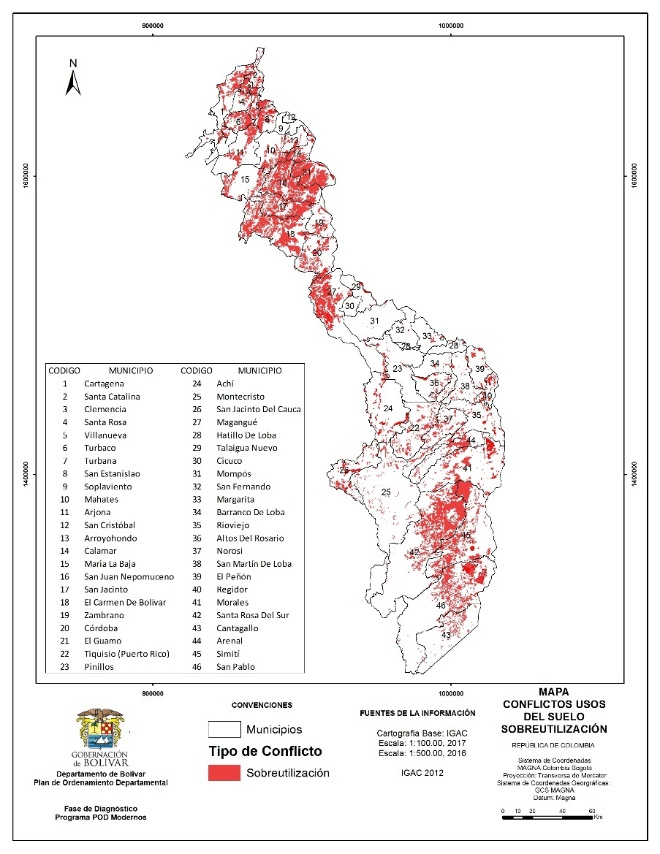 800000 1000000
N
1600000 1600000
1400000 1400000
CODIGO MUNICIPIO CODIGO MUNICIPIO
1 Cartagena 24 Achí
2 Santa Catalina 25 Montecristo
3 Clemencia 26 San Jacinto Del Cauca
4 Santa Rosa 27 Magangué
5 Villanueva 28 Hatillo De Loba
6 Turbaco 29 Talaigua Nuevo
7 Turbana 30 Cicuco
8 San Estanislao 31 Mompós
9 Soplaviento 32 San Fernando
10 Mahates 33 Margarita
11 Arjona 34 Barranco De Loba
12 San Cristóbal 35 Rioviejo
13 Arroyohondo 36 Altos Del Rosario
14 Calamar 37 Norosi
15 Maria La Baja 38 San Martín De Loba
16 San Juan Nepomuceno 39 El Peñón
17 San Jacinto 40 Regidor
18 El Carmen De Bolívar 41 Morales
19 Zambrano 42 Santa Rosa Del Sur
20 Córdoba 43 Cantagallo
21 El Guamo 44 Arenal
22 Tiquisio (Puerto Rico) 45 Simití
23 Pinillos 46 San Pablo
800000 1000000
GOBERNACIÓN
de BOLÍVAR
Departamento de Bolívar
Plan de Ordenamiento Departamental
Fase de Diagnóstico
Programa POD Modernos
CONVENCIONES
Municipios
Tipo de Conflicto
Sobreutilización
FUENTES DE LA INFORMACIÓN
Cartografía Base: IGAC
Escala: 1:100.00, 2017
Escala: 1:500.00, 2016
IGAC 2012
MAPA
CONFLICTOS USOS
DEL SUELO
SOBREUTILIZACIÓN
REPÚBLICA DE COLOMBIA
Sistema de Coordenadas
MAGNA Colombia Bogotá
Proyección: Transversa de Mercator
Sistema de Coordenadas Georgráficas:
GCS MAGNA
Datum: Magna
0 10 20 40 60
Km